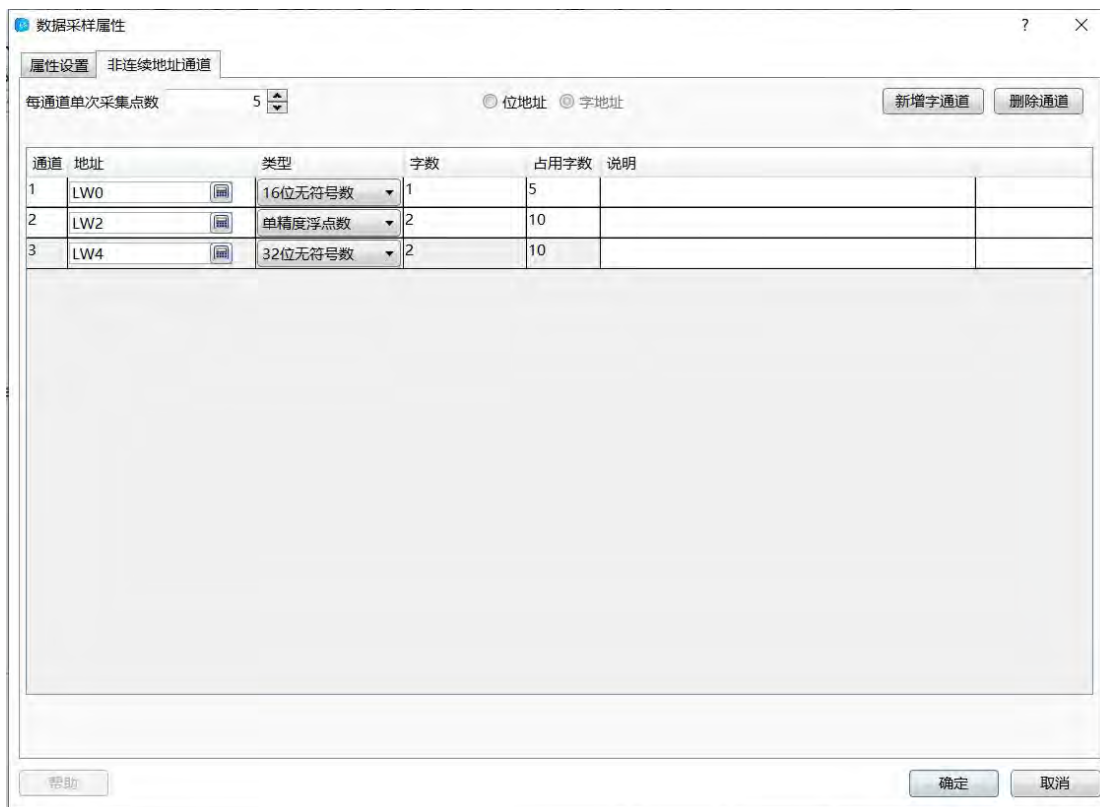 数据采样属性
属性设置 非连续地址通道
每通道单次采集点数 5 位地址 字地址 新增字通道 删除通道
通道 地址 类型 字数 占用字数 说明
1 LW0 16位无符号数 1 5
2 LW2 单精度浮点数 2 10
3 LW4 32位无符号数 2 10
帮助 确定 取消